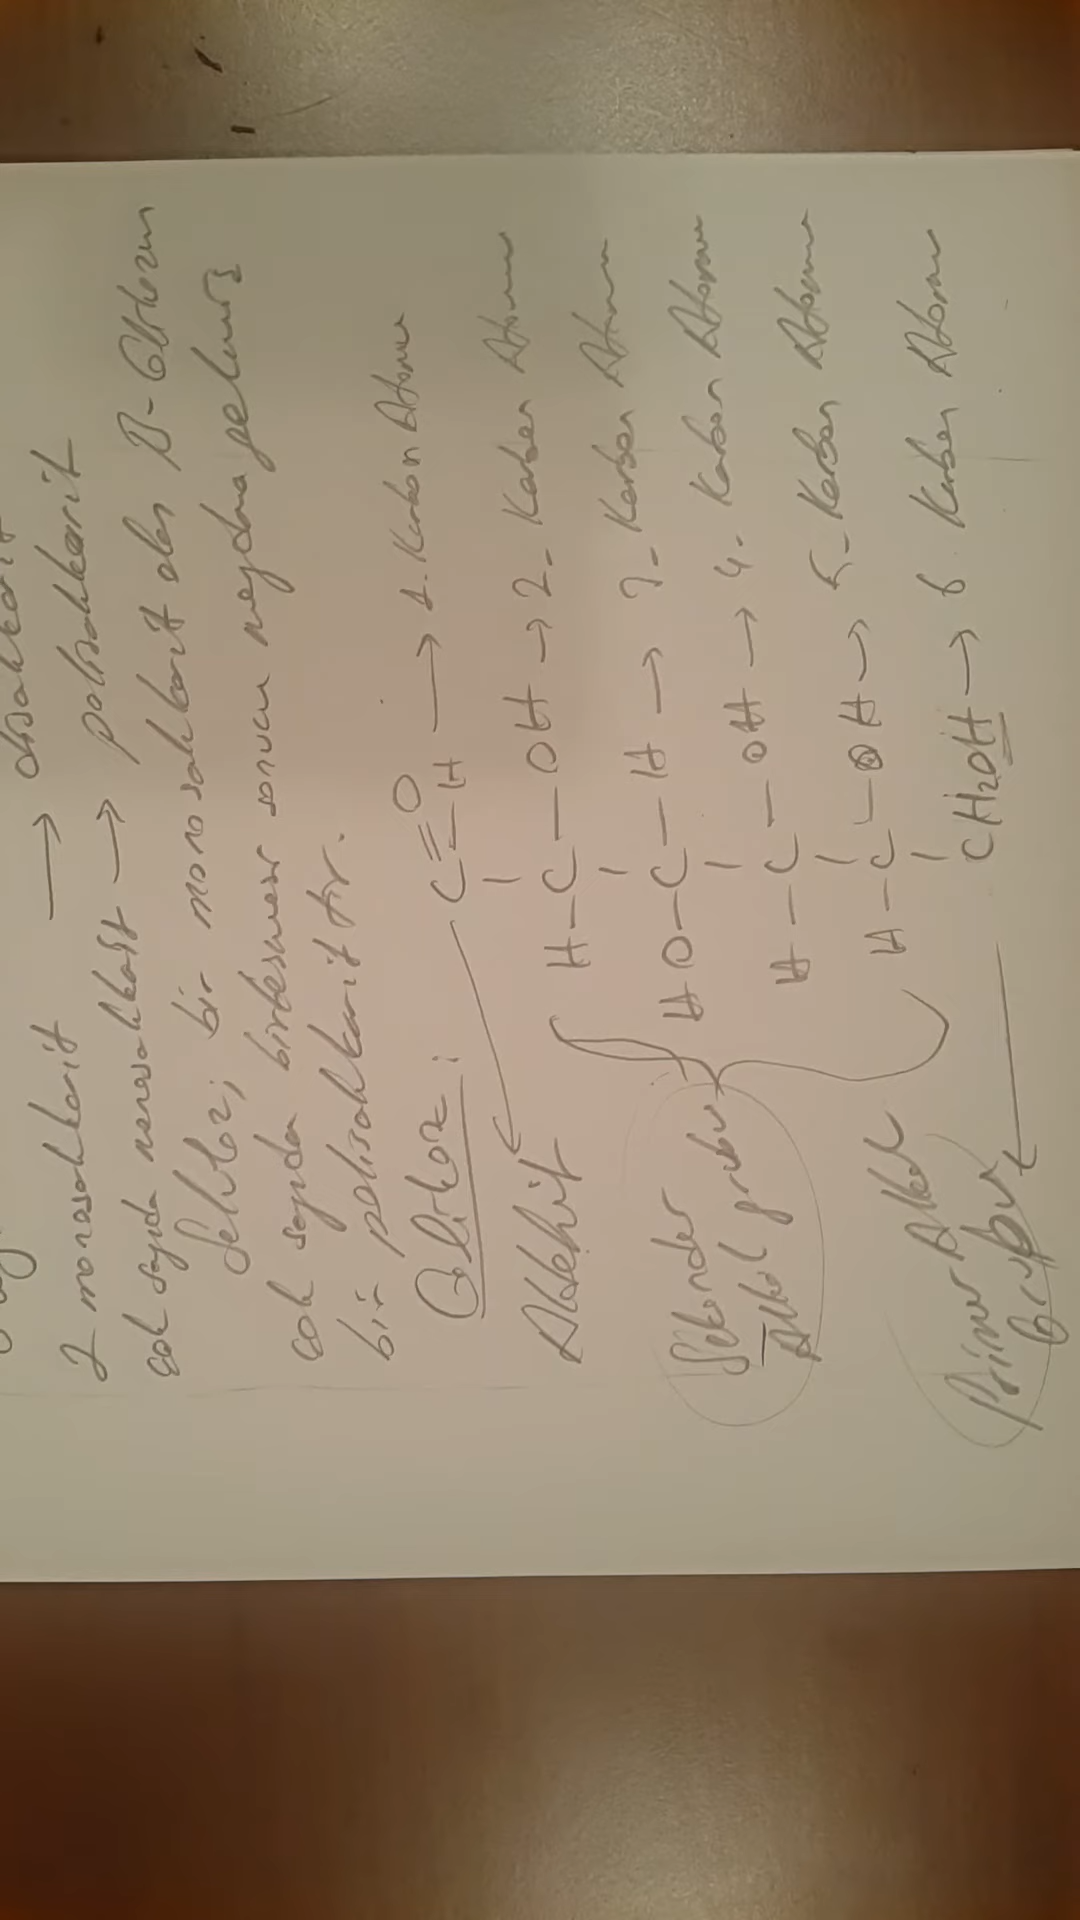 → disakkarit
2 monosakkarit
çok sayıda monosakkarit → polisakkarit
Selüloz, bir monosakkarit olan D-Glikozun
çok sayıda birleşmesi sonucu meydana gelmiş
bir polisakkarit tir.
Glikoz:
C=O
—H → 1. Karbon Atomu
Aldehit
H—C—OH → 2. Karbon Atomu
HO—C—H → 3. Karbon Atomu
Sekonder
Alkol grubu
H—C—OH → 4. Karbon Atomu
H—C—OH → 5. Karbon Atomu
CH2OH → 6 Karbon Atomu
Primer Alkol
Grubu